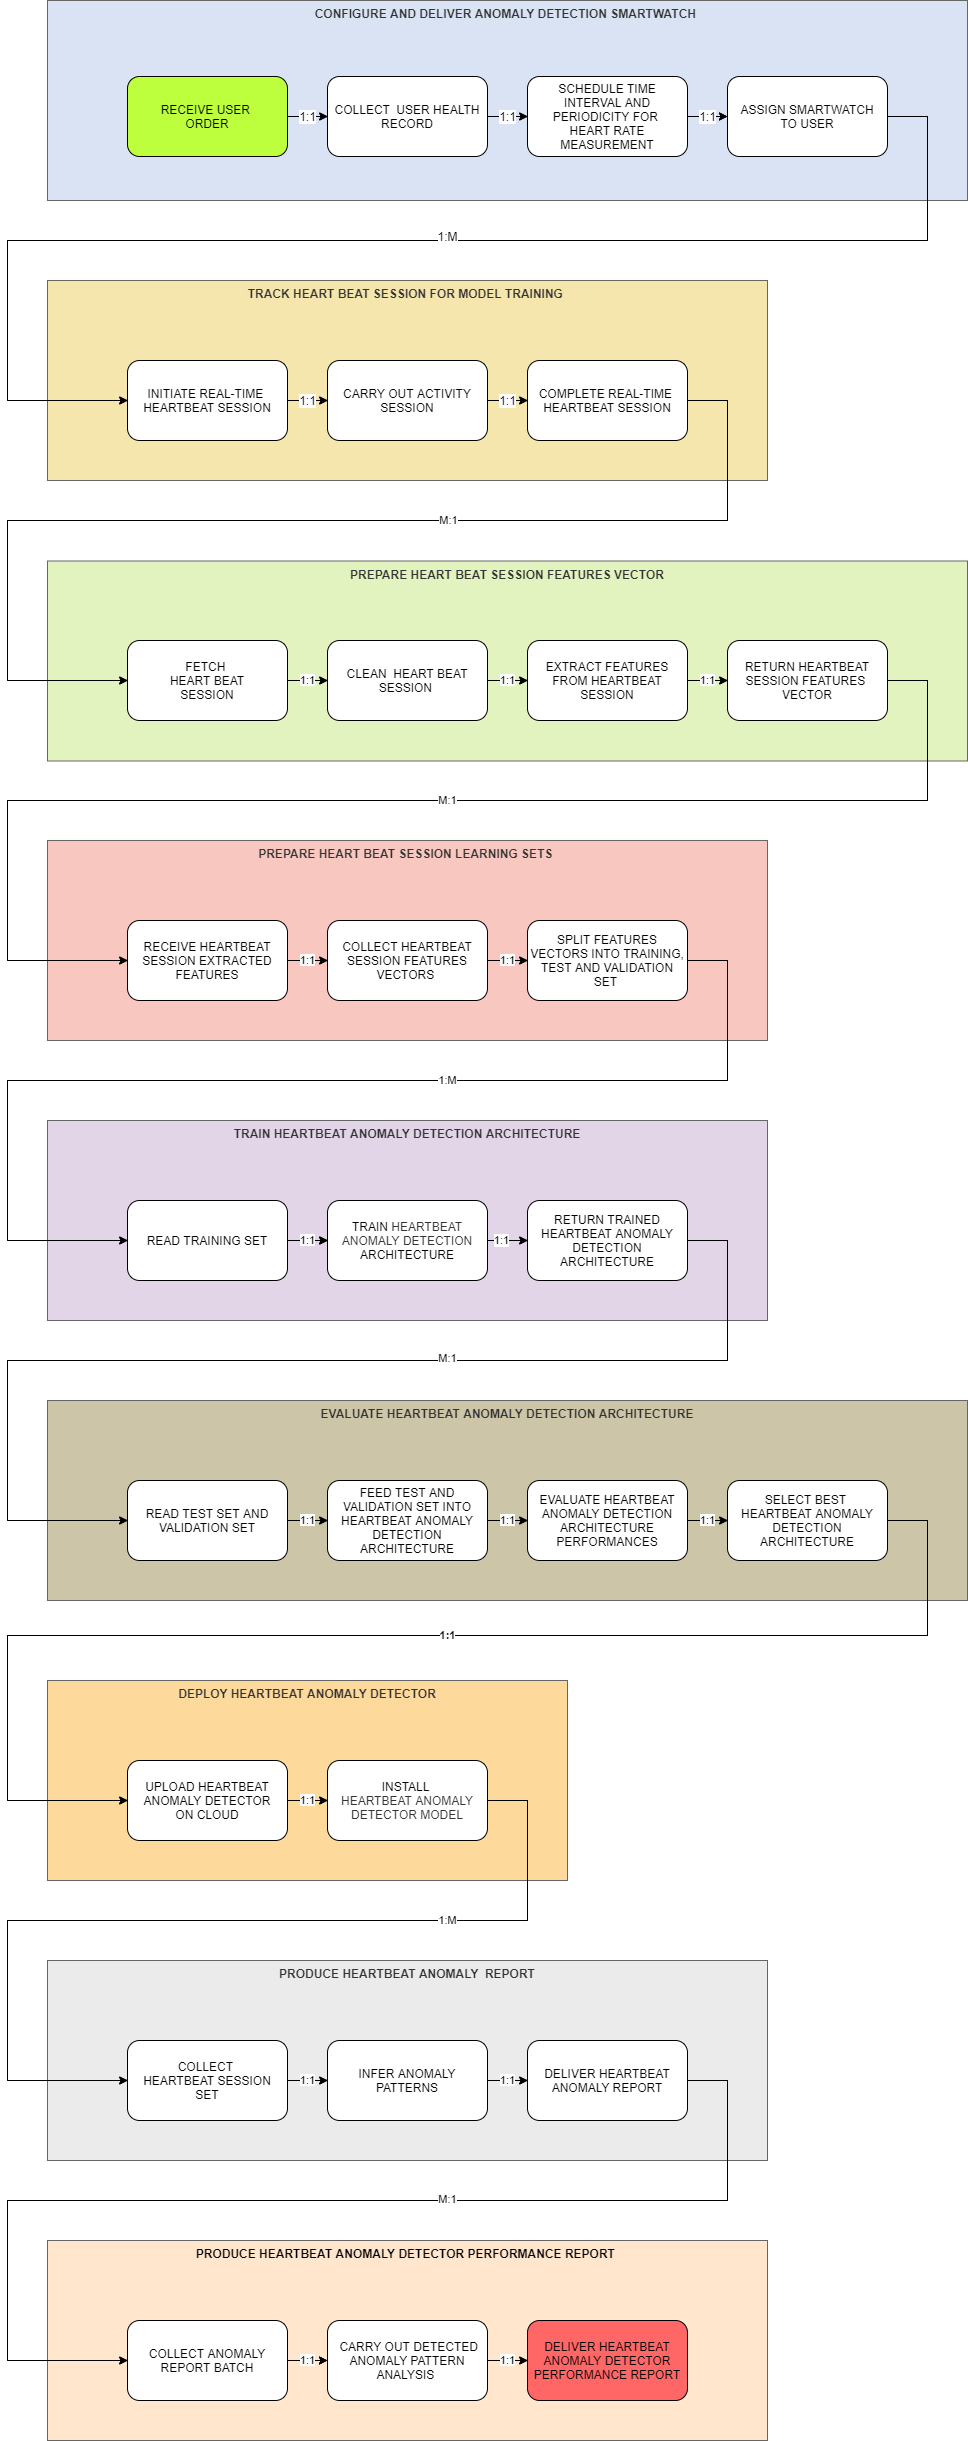 CONFIGURE AND DELIVER ANOMALY DETECTION SMARTWATCH
RECEIVE USER
ORDER
1:1
COLLECT  USER HEALTH
RECORD
1:1
SCHEDULE TIME
INTERVAL AND
PERIODICITY FOR
HEART RATE
MEASUREMENT
1:1
ASSIGN SMARTWATCH
TO USER
1:M
TRACK HEART BEAT SESSION FOR MODEL TRAINING
INITIATE REAL-TIME
HEARTBEAT SESSION
1:1
CARRY OUT ACTIVITY
SESSION
1:1
COMPLETE REAL-TIME
HEARTBEAT SESSION
M:1
PREPARE HEART BEAT SESSION FEATURES VECTOR
FETCH
HEART BEAT
SESSION
1:1
CLEAN  HEART BEAT
SESSION
1:1
EXTRACT FEATURES
FROM HEARTBEAT
SESSION
1:1
RETURN HEARTBEAT
SESSION FEATURES
VECTOR
M:1
PREPARE HEART BEAT SESSION LEARNING SETS
RECEIVE HEARTBEAT
SESSION EXTRACTED
FEATURES
1:1
COLLECT HEARTBEAT
SESSION FEATURES
VECTORS
1:1
SPLIT FEATURES
VECTORS INTO TRAINING,
TEST AND VALIDATION
SET
1:M
TRAIN HEARTBEAT ANOMALY DETECTION ARCHITECTURE
READ TRAINING SET
1:1
TRAIN HEARTBEAT
ANOMALY DETECTION
ARCHITECTURE
1:1
RETURN TRAINED
HEARTBEAT ANOMALY
DETECTION
ARCHITECTURE
M:1
EVALUATE HEARTBEAT ANOMALY DETECTION ARCHITECTURE
READ TEST SET AND
VALIDATION SET
1:1
FEED TEST AND
VALIDATION SET INTO
HEARTBEAT ANOMALY
DETECTION
ARCHITECTURE
1:1
EVALUATE HEARTBEAT
ANOMALY DETECTION
ARCHITECTURE
PERFORMANCES
1:1
SELECT BEST
HEARTBEAT ANOMALY
DETECTION
ARCHITECTURE
1:1
DEPLOY HEARTBEAT ANOMALY DETECTOR
UPLOAD HEARTBEAT
ANOMALY DETECTOR
ON CLOUD
1:1
INSTALL
HEARTBEAT ANOMALY
DETECTOR MODEL
1:M
PRODUCE HEARTBEAT ANOMALY  REPORT
COLLECT
HEARTBEAT SESSION
SET
1:1
INFER ANOMALY
PATTERNS
1:1
DELIVER HEARTBEAT
ANOMALY REPORT
M:1
PRODUCE HEARTBEAT ANOMALY DETECTOR PERFORMANCE REPORT
COLLECT ANOMALY
REPORT BATCH
1:1
CARRY OUT DETECTED
ANOMALY PATTERN
ANALYSIS
1:1
DELIVER HEARTBEAT
ANOMALY DETECTOR
PERFORMANCE REPORT